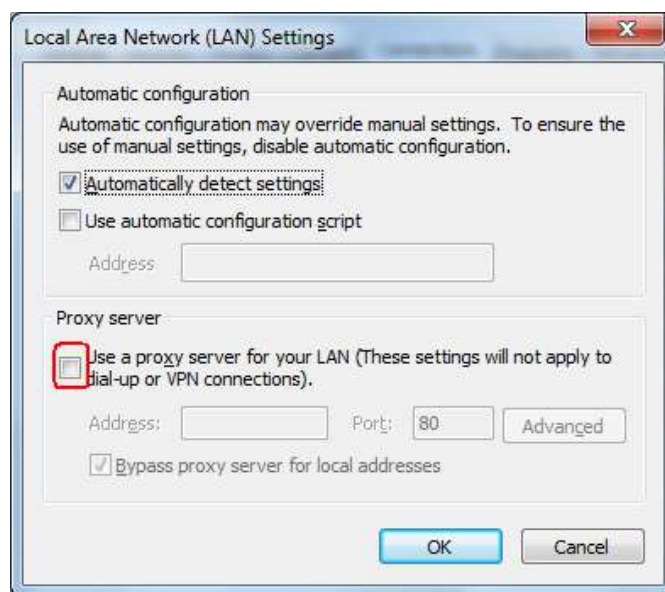 Local Area Network (LAN) Settings
Automatic configuration
Automatic configuration may override manual settings. To ensure the
use of manual settings, disable automatic configuration.
Automatically detect settings
Use automatic configuration script
Address
Proxy server
Use a proxy server for your LAN (These settings will not apply to
dial-up or VPN connections).
Address:
Port:
80
Advanced
Bypass proxy server for local addresses
OK
Cancel